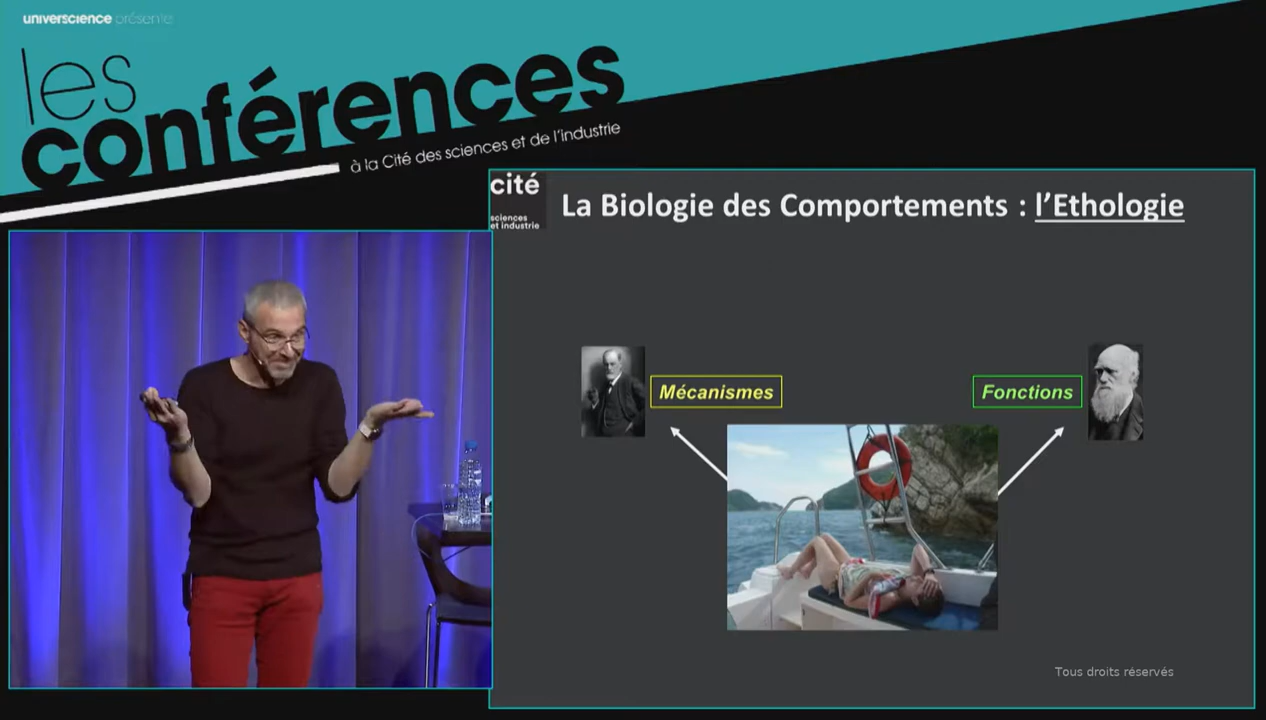 universcience présente
les
conférences
à la Cité des sciences et de l'industrie
cité
sciences
et industrie
La Biologie des Comportements : l'Ethologie
Mécanismes
Fonctions
Tous droits réservés